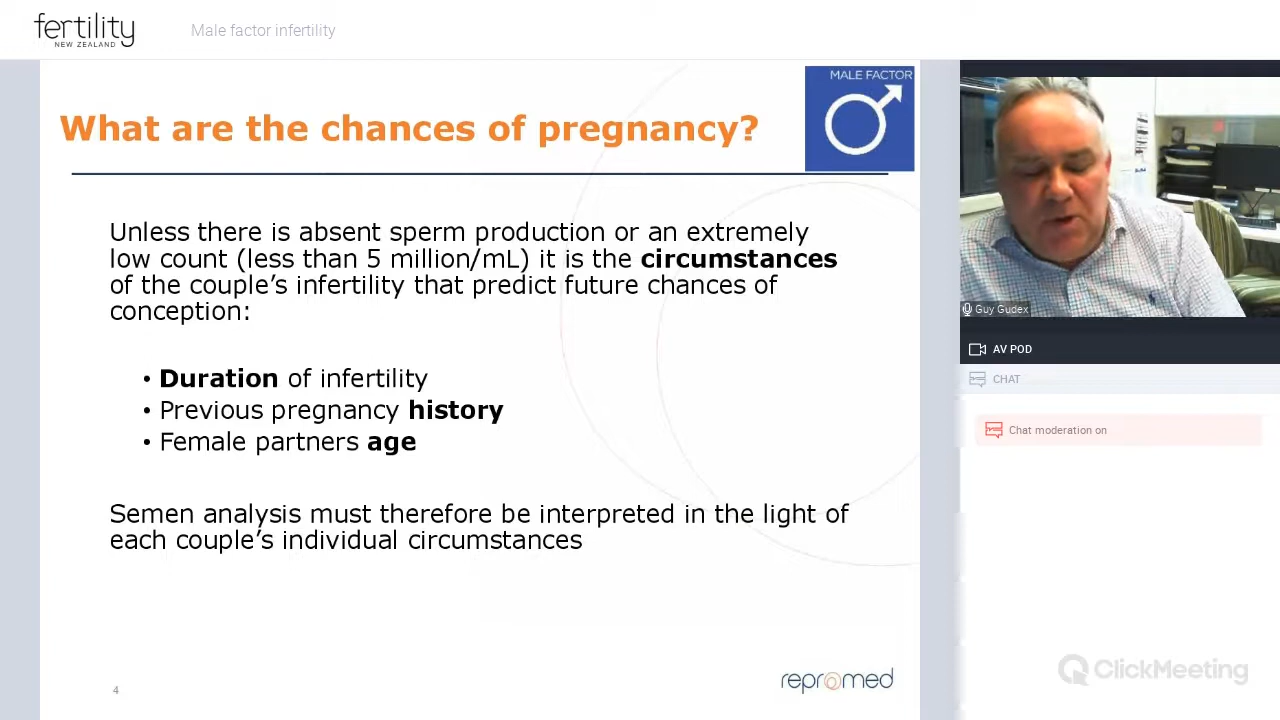 fertility
NEW ZEALAND
Male factor infertility
MALE FACTOR
What are the chances of pregnancy?
Unless there is absent sperm production or an extremely
low count (less than 5 million/mL) it is the circumstances
of the couple’s infertility that predict future chances of
conception:
• Duration of infertility
• Previous pregnancy history
• Female partners age
Semen analysis must therefore be interpreted in the light of
each couple’s individual circumstances
4
repromed
Guy Gudex
AV POD
CHAT
Chat moderation on
ClickMeeting